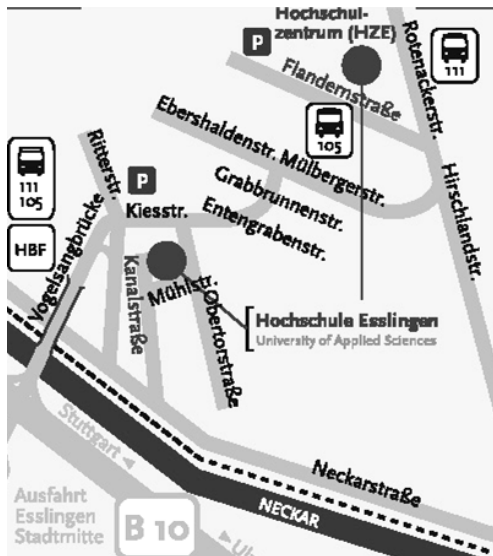 Hochschul-
zentrum (HZE)
P
Rotenackerstr.
111
Flandernstraße
105
Ebershaldenstr.
Mülbergerstr.
Hirschlandstr.
Ritterstr.
P
111
105
Grabbrunnenstr.
Kiesstr.
Entengrabenstr.
HBF
Vogelsangbrücke
Kanalstraße
Mühlstr.
Obertorstraße
Hochschule Esslingen
University of Applied Sciences
Stuttgart
Neckarstraße
Ausfahrt
Esslingen
Stadtmitte
B 10
NECKAR